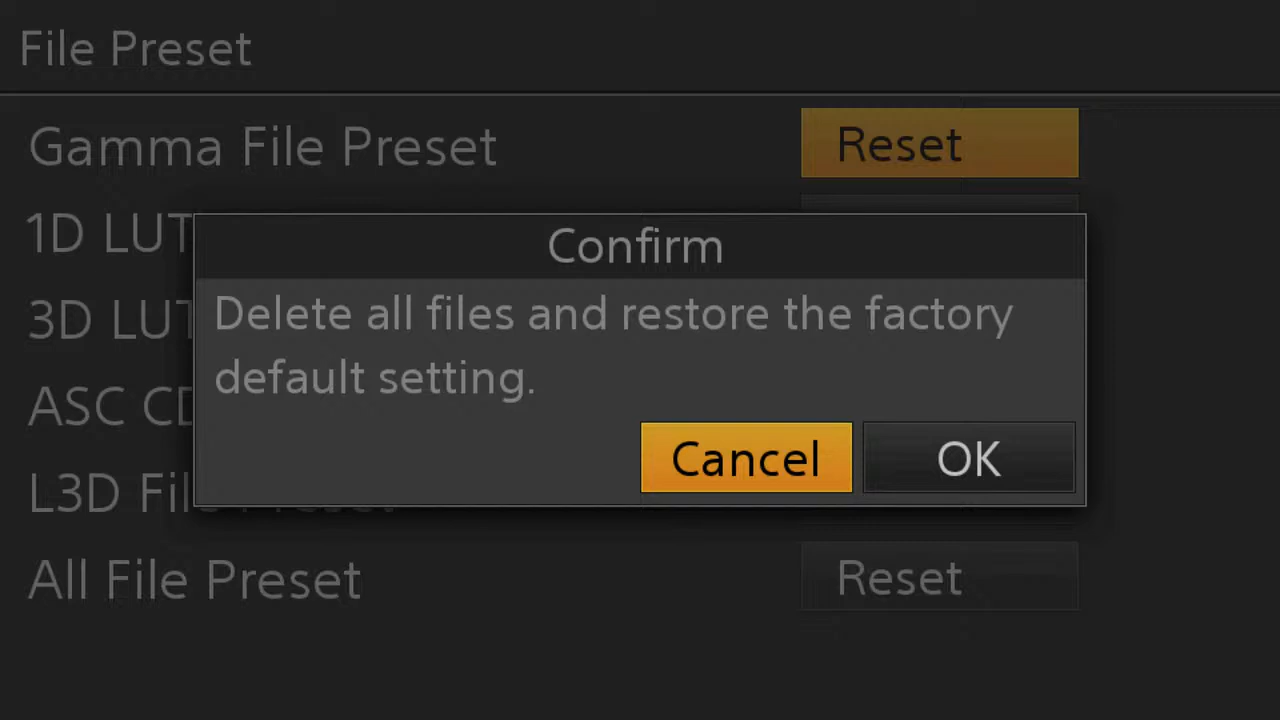 File Preset
Gamma File Preset
Reset
1D LUT
3D LUT
ASC
L3D
Confirm
Delete all files and restore the factory
default setting.
Cancel
OK
All File Preset
Reset